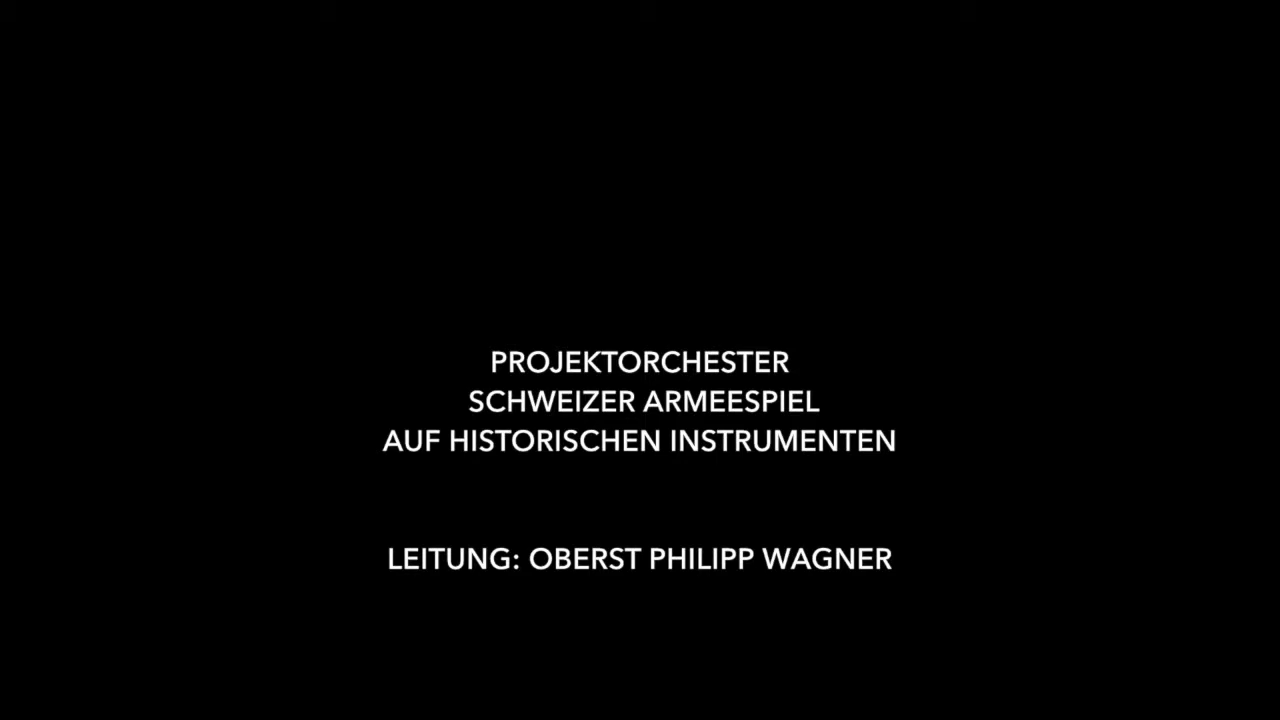 PROJEKTORCHESTER
SCHWEIZER ARMEESPIEL
AUF HISTORISCHEN INSTRUMENTEN
LEITUNG: OBERST PHILIPP WAGNER